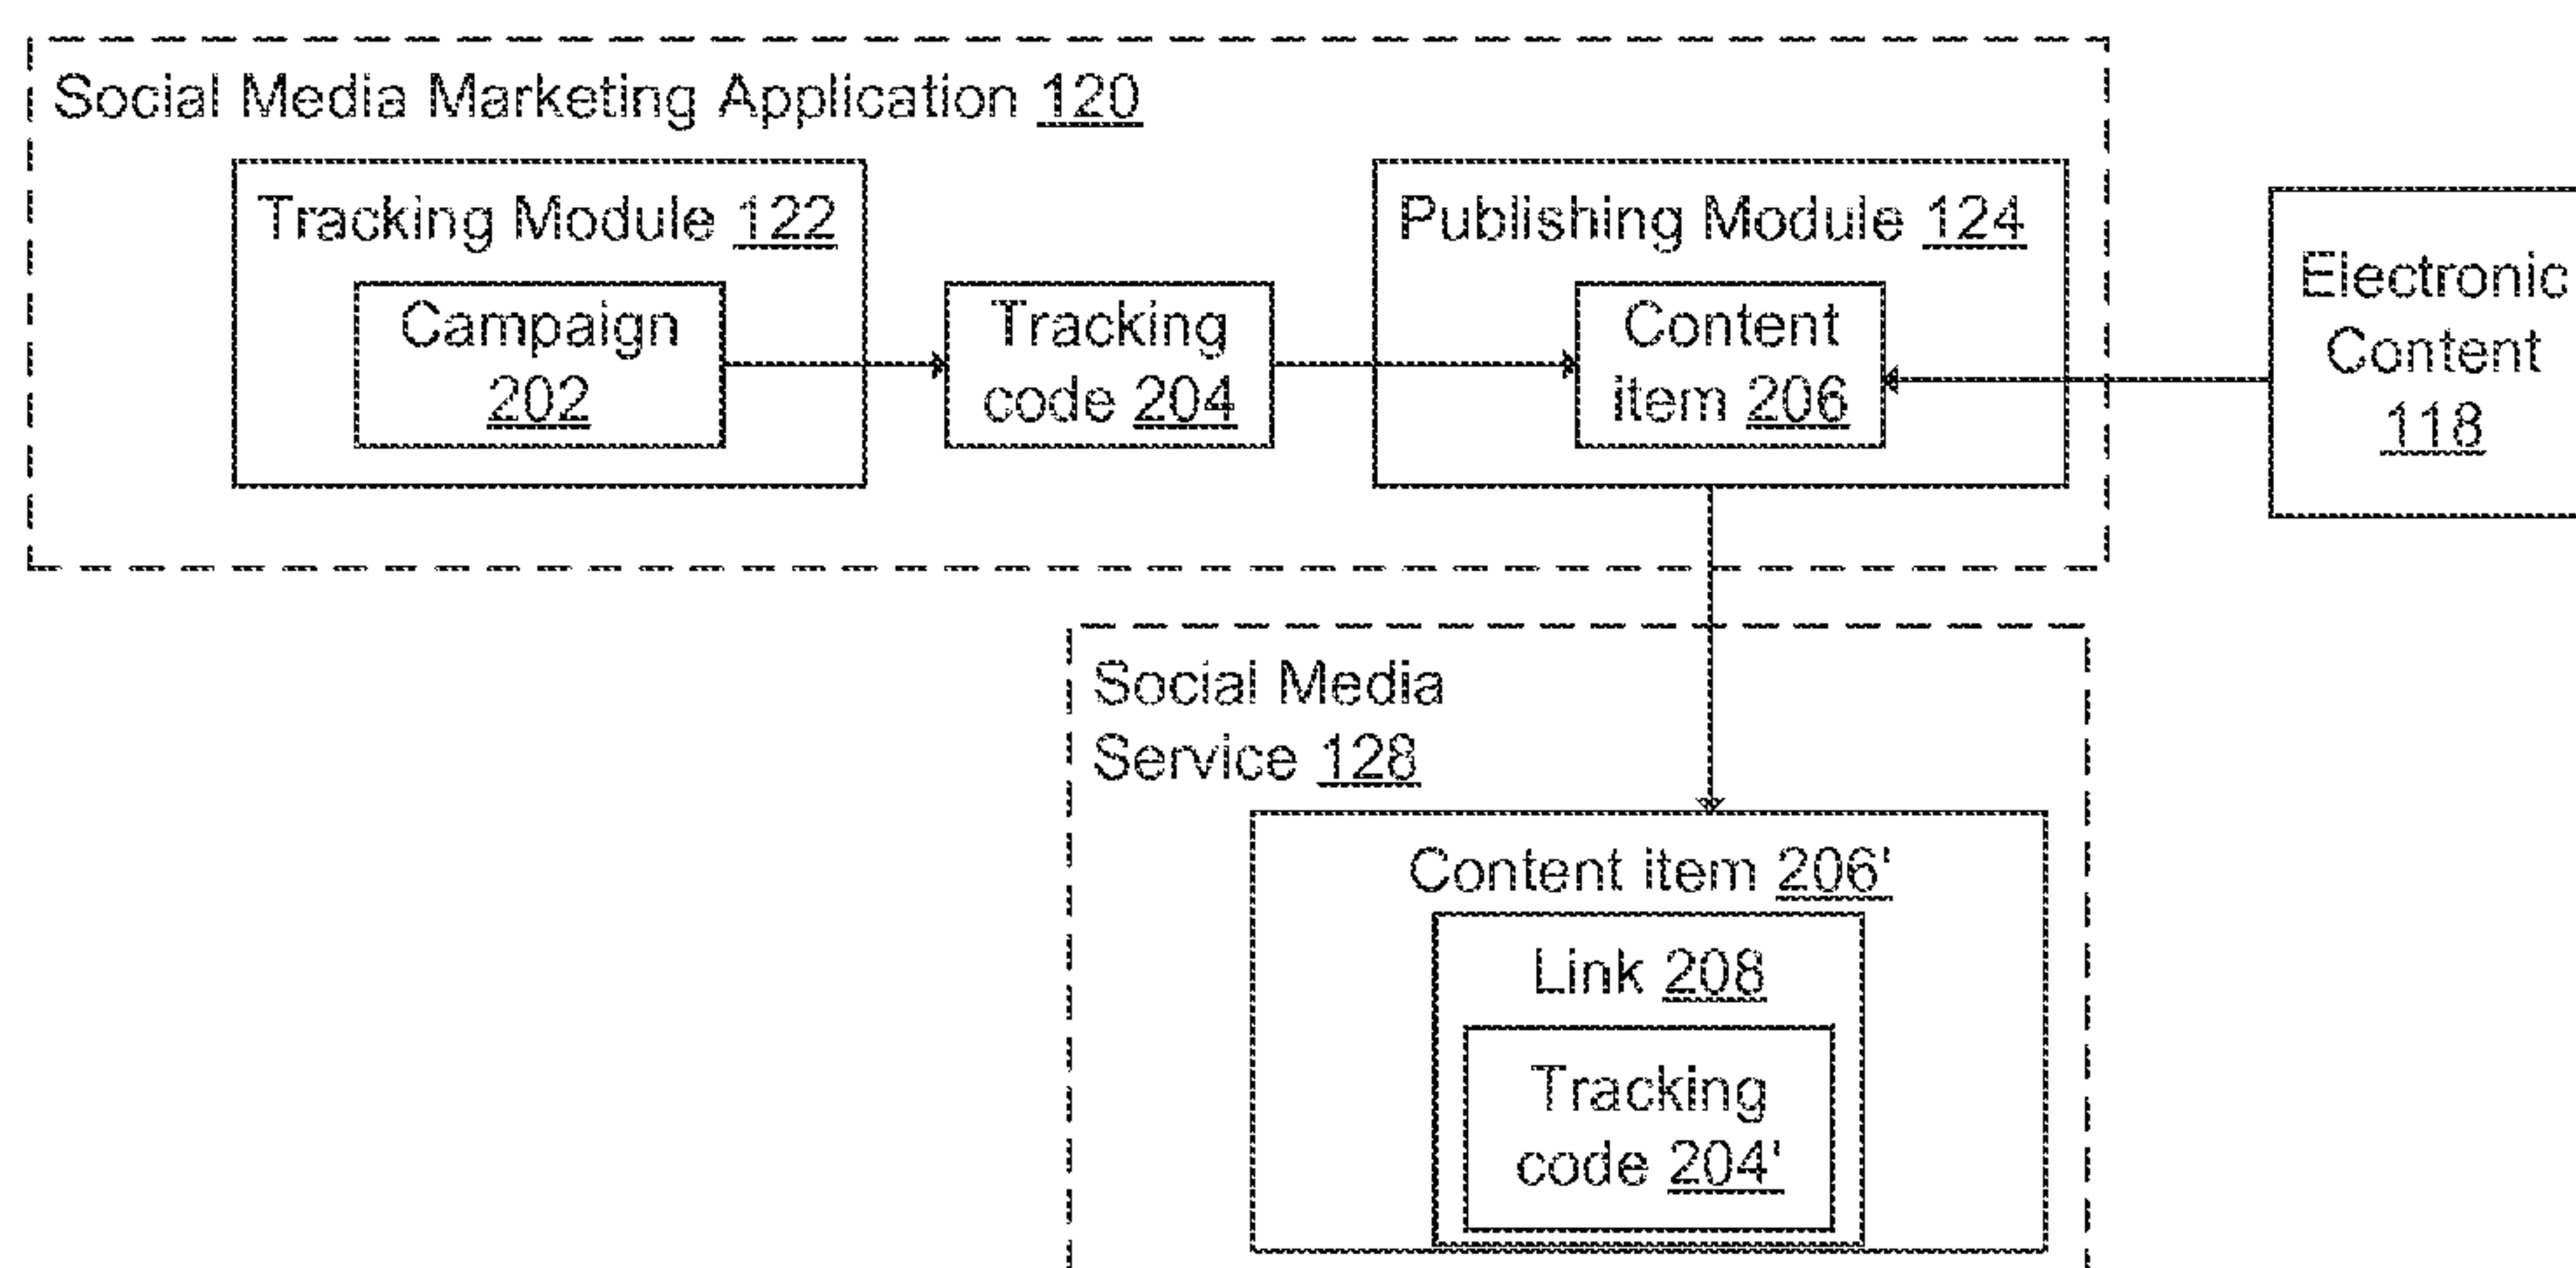 Social Media Marketing Application 120
Tracking Module 122
Campaign
202
Tracking
code 204
Publishing Module 124
Content
item 206
Electronic
Content
118
Social Media
Service 128
Content item 206'
Link 208
Tracking
code 204'